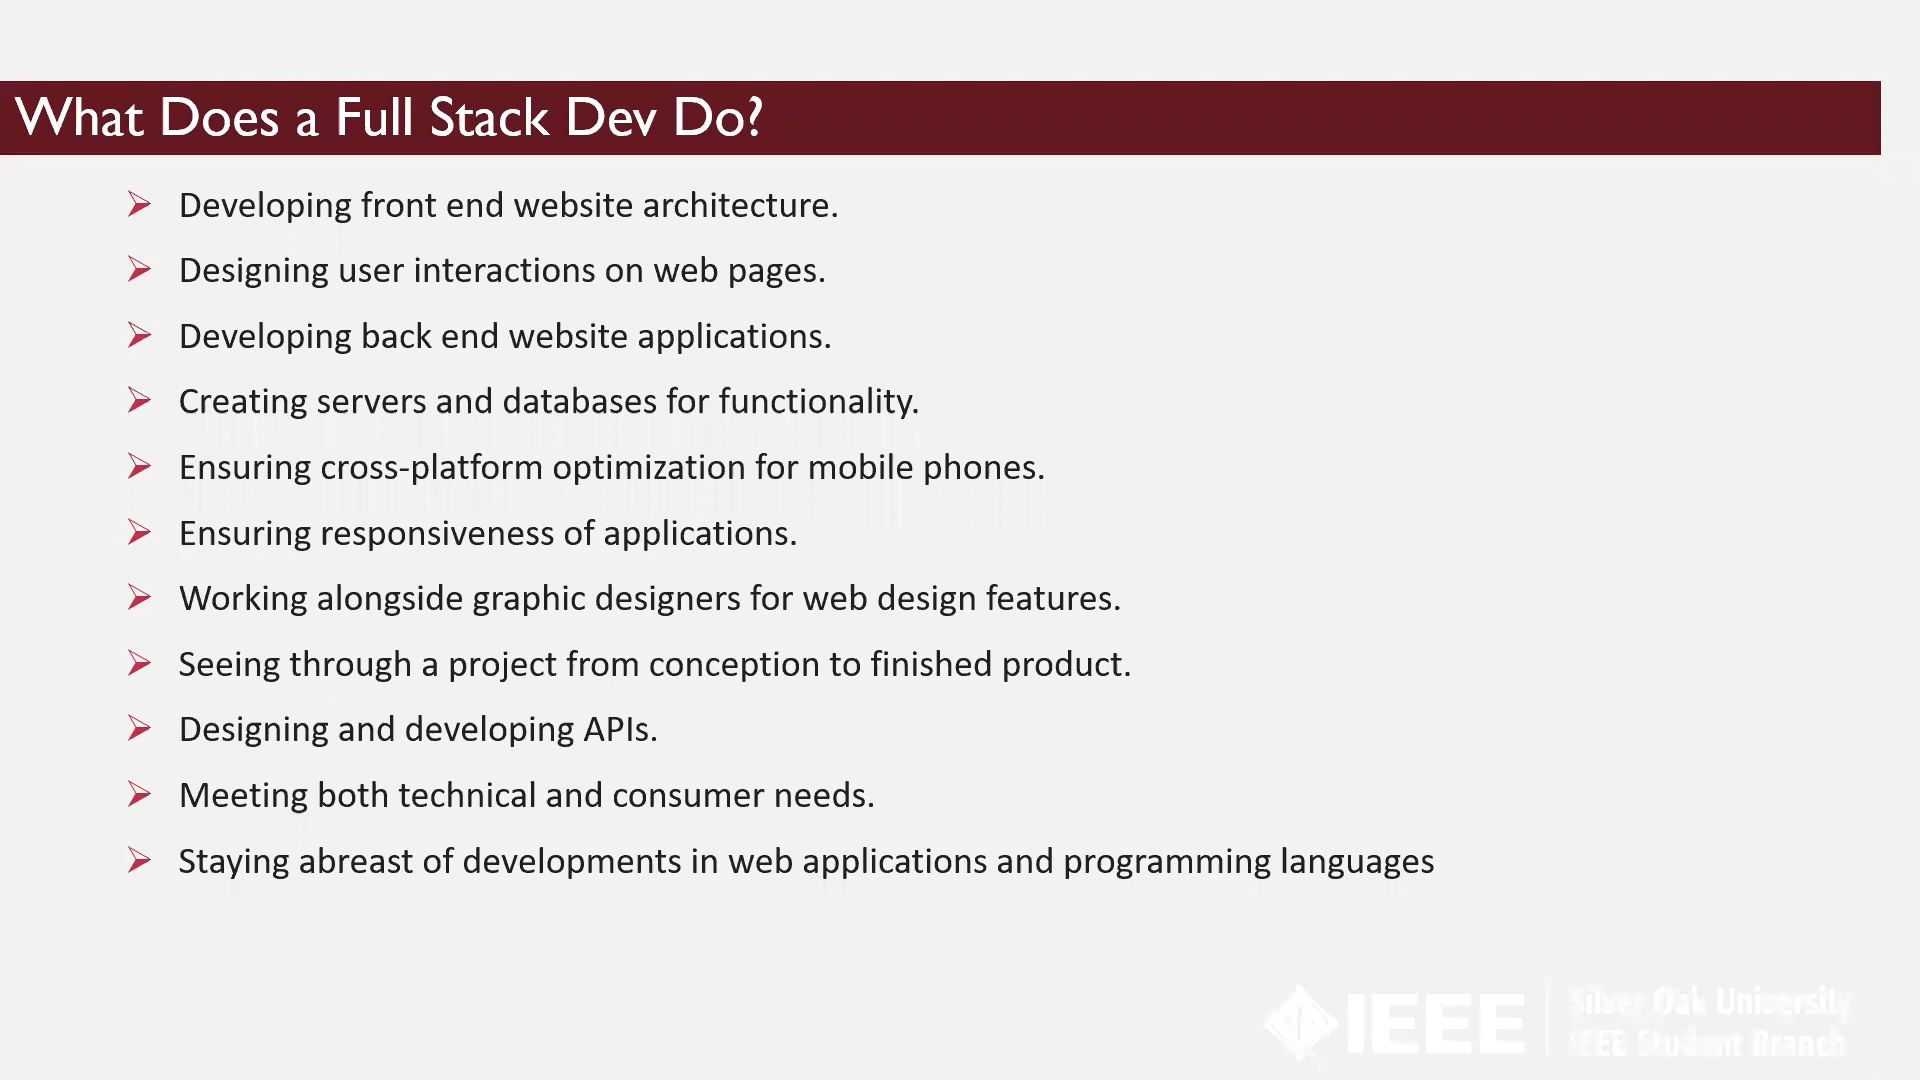 What Does a Full Stack Dev Do?
Developing front end website architecture.
Designing user interactions on web pages.
Developing back end website applications.
Creating servers and databases for functionality.
Ensuring cross-platform optimization for mobile phones.
Ensuring responsiveness of applications.
Working alongside graphic designers for web design features.
Seeing through a project from conception to finished product.
Designing and developing APIs.
Meeting both technical and consumer needs.
Staying abreast of developments in web applications and programming languages
IEEE
Silver Oak University
IEEE Student Branch